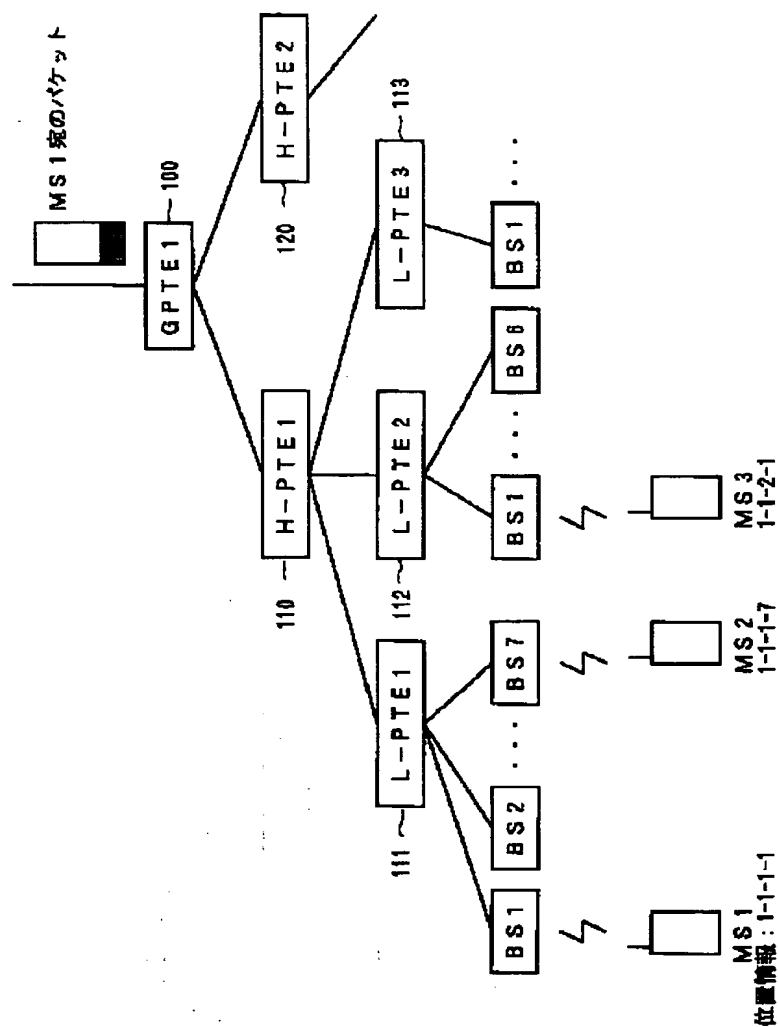 MS1宛のパケット
GPTE1
100
H-PTE1
110
H-PTE2
120
L-PTE1
111
L-PTE2
112
L-PTE3
113
BS1
BS2
...
BS7
BS1
...
BS6
BS1
...
MS1
位置情報:1-1-1-1
MS2
1-1-1-7
MS3
1-1-2-1